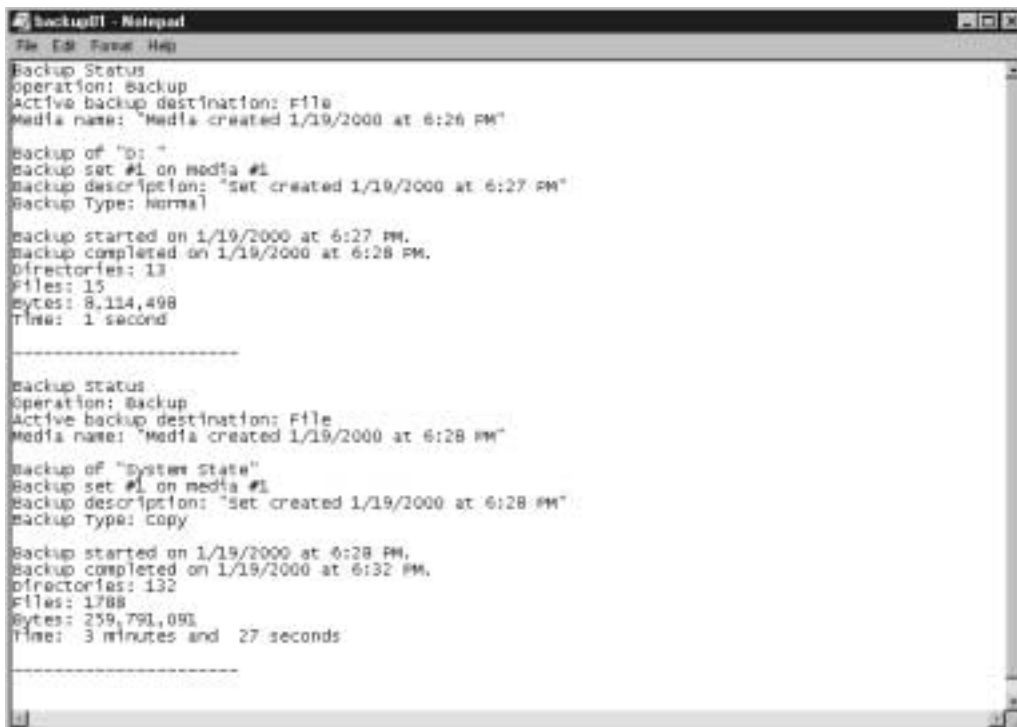 backup01 - Notepad
File Edit Format Help
Backup Status
Operation: Backup
Active backup destination: File
Media name: "Media created 1/19/2000 at 6:26 PM"
Backup of "D: "
Backup set #1 on media #1
Backup description: "Set created 1/19/2000 at 6:27 PM"
Backup Type: Normal
Backup started on 1/19/2000 at 6:27 PM.
Backup completed on 1/19/2000 at 6:28 PM.
Directories: 13
Files: 15
Bytes: 8,114,498
Time:  1 second
----------------------
Backup Status
Operation: Backup
Active backup destination: File
Media name: "Media created 1/19/2000 at 6:28 PM"
Backup of "System State"
Backup set #1 on media #1
Backup description: "Set created 1/19/2000 at 6:28 PM"
Backup Type: Copy
Backup started on 1/19/2000 at 6:28 PM.
Backup completed on 1/19/2000 at 6:32 PM.
Directories: 132
Files: 1788
Bytes: 259,791,091
Time:  3 minutes and  27 seconds
----------------------